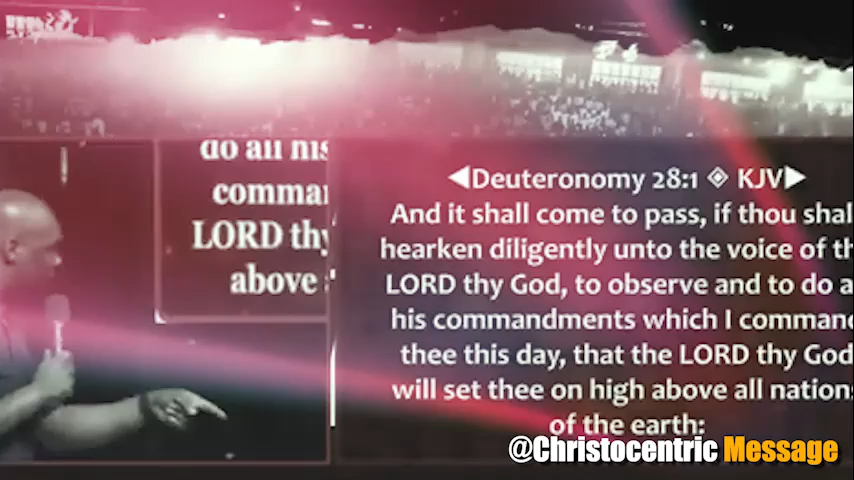 do all his
comma
LORD thy
above
◀Deuteronomy 28:1 ◈ KJV▶
And it shall come to pass, if thou shal
hearken diligently unto the voice of th
LORD thy God, to observe and to do a
his commandments which I command
thee this day, that the LORD thy God
will set thee on high above all nations
of the earth:
@Christocentric Message